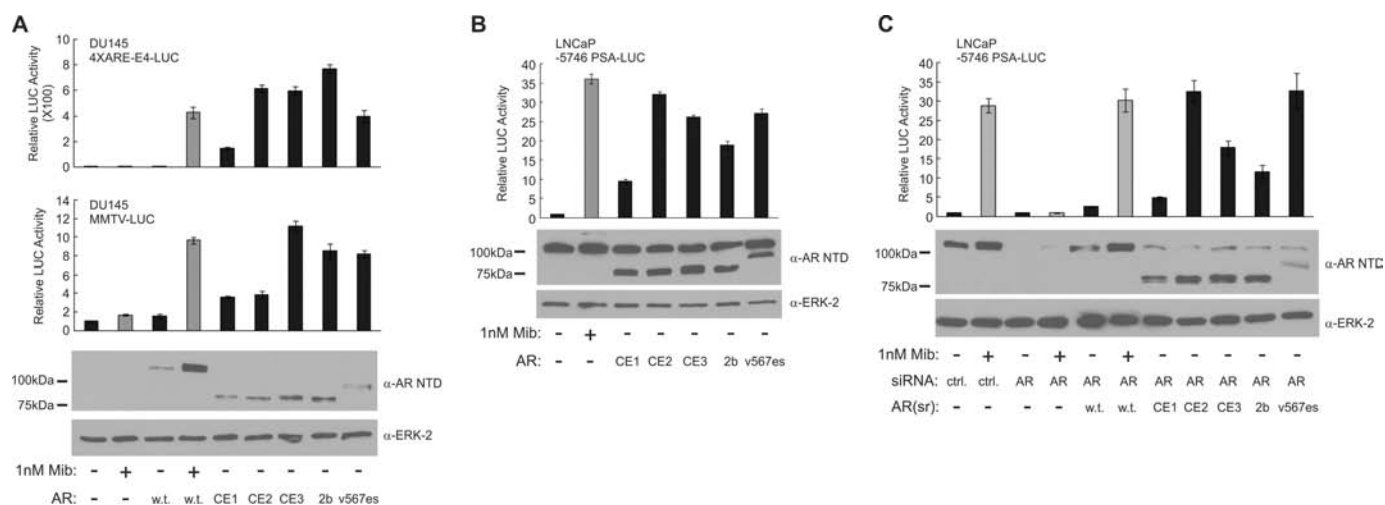 A
DU145
4XARE-E4-LUC
Relative LUC Activity
(X100)
10
8
6
4
2
0
DU145
MMTV-LUC
Relative LUC Activity
14
12
10
8
6
4
2
0
100kDa
75kDa
α-AR NTD
α-ERK-2
1nM Mib: - + - + - - - - -
AR: - - w.t. w.t. CE1 CE2 CE3 2b v567es
B
LNCaP
-5746 PSA-LUC
Relative LUC Activity
40
35
30
25
20
15
10
5
0
100kDa
75kDa
α-AR NTD
α-ERK-2
1nM Mib: - + - - - - -
AR: - - CE1 CE2 CE3 2b v567es
C
LNCaP
-5746 PSA-LUC
Relative LUC Activity
40
35
30
25
20
15
10
5
0
100kDa
75kDa
α-AR NTD
α-ERK-2
1nM Mib: - + - + - + - - - - -
siRNA: ctrl. ctrl. AR AR AR AR AR AR AR AR AR
AR(sr): - - - - w.t. w.t. CE1 CE2 CE3 2b v567es